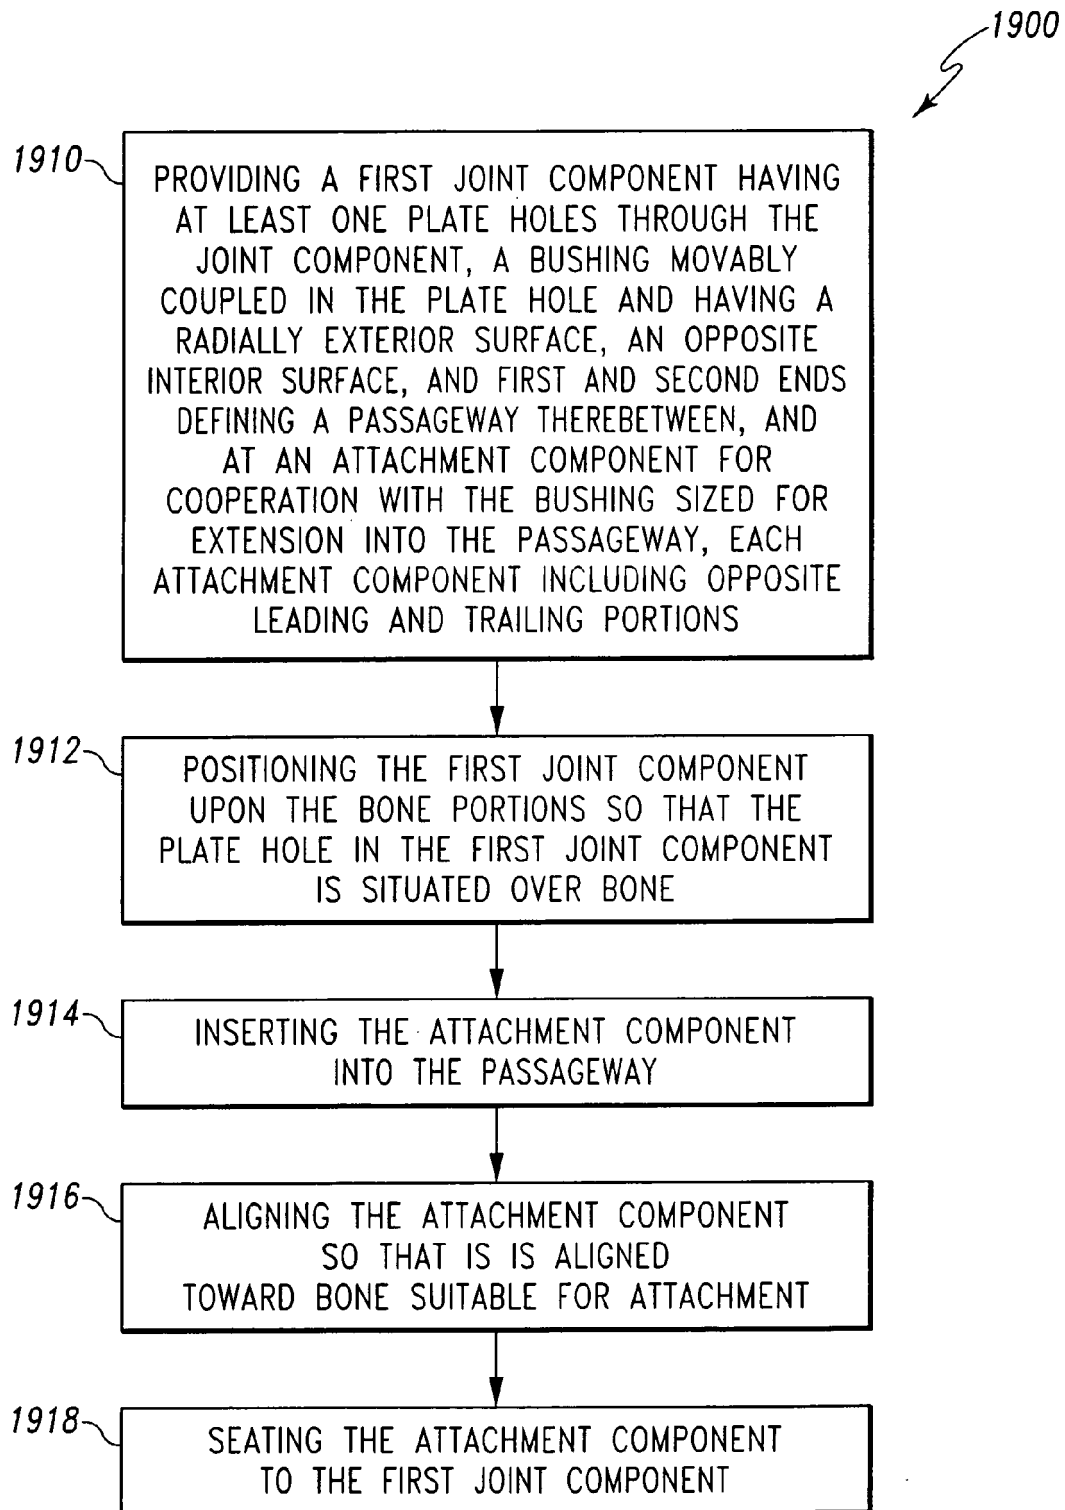 1900
1910
PROVIDING A FIRST JOINT COMPONENT HAVING
AT LEAST ONE PLATE HOLES THROUGH THE
JOINT COMPONENT, A BUSHING MOVABLY
COUPLED IN THE PLATE HOLE AND HAVING A
RADIALLY EXTERIOR SURFACE, AN OPPOSITE
INTERIOR SURFACE, AND FIRST AND SECOND ENDS
DEFINING A PASSAGEWAY THEREBETWEEN, AND
AT AN ATTACHMENT COMPONENT FOR
COOPERATION WITH THE BUSHING SIZED FOR
EXTENSION INTO THE PASSAGEWAY, EACH
ATTACHMENT COMPONENT INCLUDING OPPOSITE
LEADING AND TRAILING PORTIONS
1912
POSITIONING THE FIRST JOINT COMPONENT
UPON THE BONE PORTIONS SO THAT THE
PLATE HOLE IN THE FIRST JOINT COMPONENT
IS SITUATED OVER BONE
1914
INSERTING THE ATTACHMENT COMPONENT
INTO THE PASSAGEWAY
1916
ALIGNING THE ATTACHMENT COMPONENT
SO THAT IS IS ALIGNED
TOWARD BONE SUITABLE FOR ATTACHMENT
1918
SEATING THE ATTACHMENT COMPONENT
TO THE FIRST JOINT COMPONENT